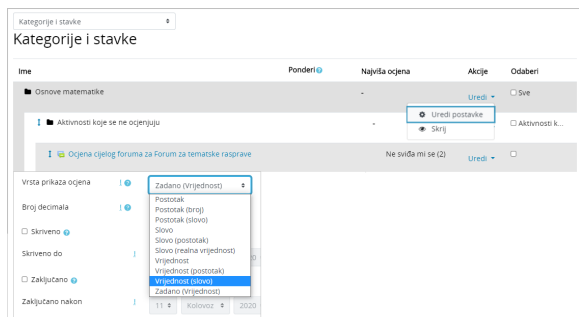 Kategorije i stavke
Kategorije i stavke
Ime Ponderi Najviša ocjena Akcije Odaberi
Osnove matematike - Uredi Sve
Uredi postavke
Aktivnosti koje se ne ocjenjuju - Aktivnosti k...
Skrij
Ocjena cijelog foruma za Forum za tematske rasprave Ne sviđa mi se (2) Uredi
Vrsta prikaza ocjena Zadano (Vrijednost)
Postotak
Broj decimala Postotak (broj)
Postotak (slovo)
Slovo
Skriveno Slovo (postotak)
Slovo (realna vrijednost)
Skriveno do Vrijednost 20
Vrijednost (postotak)
Zaključano Vrijednost (slovo)
Zadano (Vrijednost)
Zaključano nakon 11 Kolovoz 2020